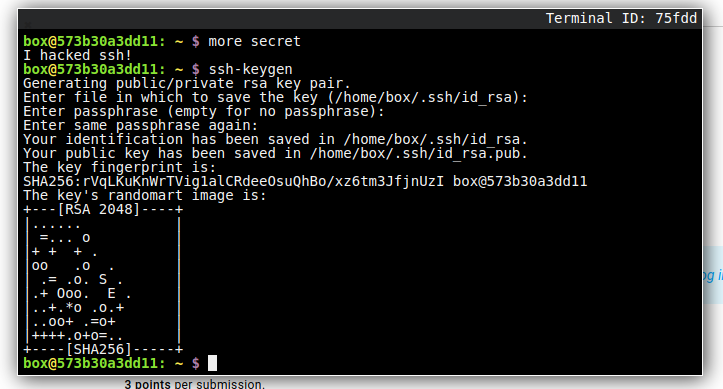 Terminal ID: 75fdd
box@573b30a3dd11: ~ $ more secret
I hacked ssh!
box@573b30a3dd11: ~ $ ssh-keygen
Generating public/private rsa key pair.
Enter file in which to save the key (/home/box/.ssh/id_rsa):
Enter passphrase (empty for no passphrase):
Enter same passphrase again:
Your identification has been saved in /home/box/.ssh/id_rsa.
Your public key has been saved in /home/box/.ssh/id_rsa.pub.
The key fingerprint is:
SHA256:rVqLKuKnWrTVig1alCRdeeOsuQhBo/xz6tm3JfjnUzI box@573b30a3dd11
The key's randomart image is:
+---[RSA 2048]----+
|......           |
| =... o          |
|+ +  + .         |
|oo   .o  .       |
| .= .o. S .      |
|.+ Ooo.  E .     |
|..+.*o .o.+      |
|..oo+ .=o+       |
|++++.o+o=..      |
+----[SHA256]-----+
box@573b30a3dd11: ~ $
og i
3 points per submission.